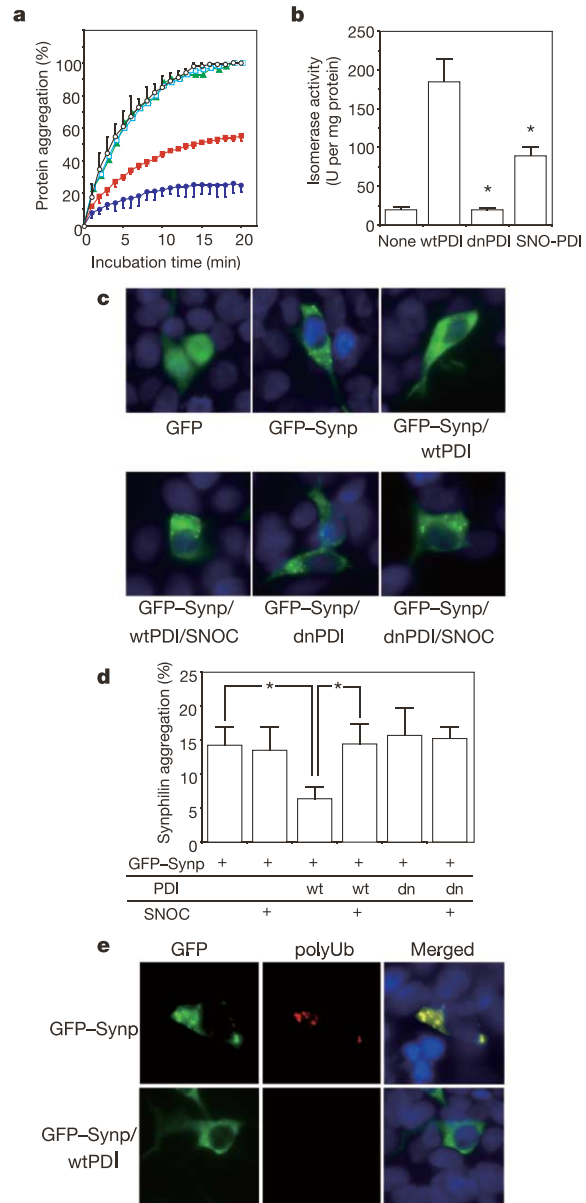 a
Protein aggregation (%)
100
80
60
40
20
0
0
5
10
15
20
Incubation time (min)
b
Isomerase activity
(U per mg protein)
250
200
150
100
50
25
0
*
*
None wtPDI dnPDI SNO-PDI
c
GFP
GFP–Synp
GFP–Synp/
wtPDI
GFP–Synp/
wtPDI/SNOC
GFP–Synp/
dnPDI
GFP–Synp/
dnPDI/SNOC
d
Synphilin aggregation (%)
25
20
15
10
5
0
*
*
GFP–Synp + + + + + +
PDI wt wt dn dn
SNOC + + +
e
GFP polyUb Merged
GFP–Synp
GFP–Synp/
wtPDI